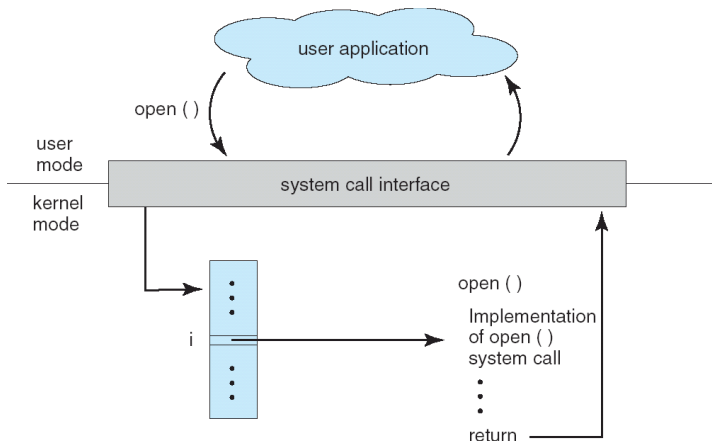 user application
open ( )
user
mode
system call interface
kernel
mode
open ( )
i
Implementation
of open ( )
system call
return